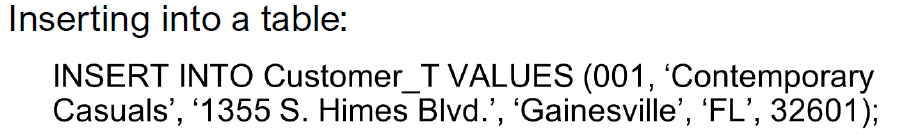 Inserting into a table:
INSERT INTO Customer_T VALUES (001, ‘Contemporary
Casuals’, ‘1355 S. Himes Blvd.’, ‘Gainesville’, ‘FL’, 32601);